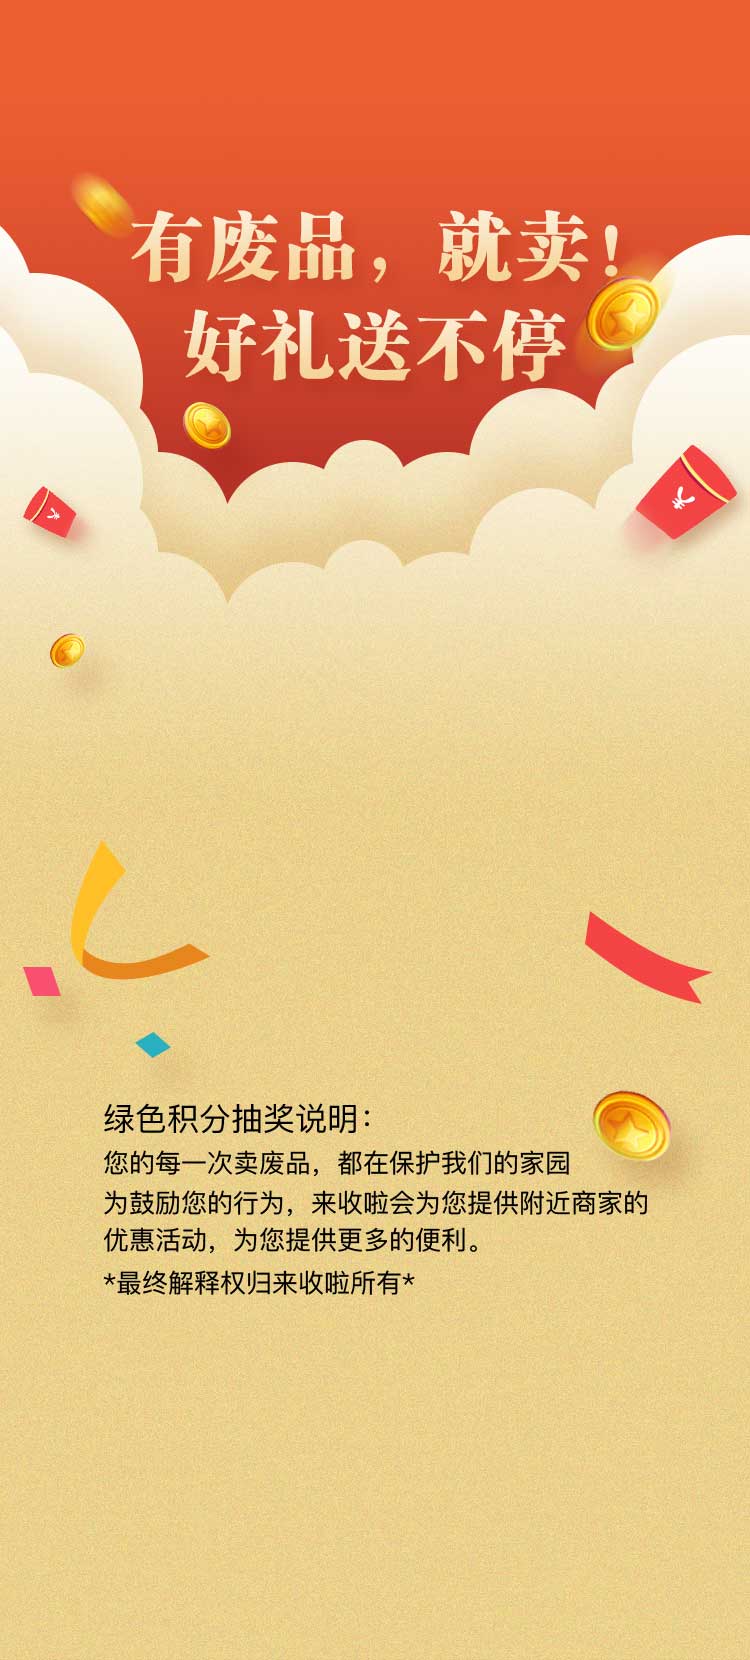 有废品，就卖！
好礼送不停
绿色积分抽奖说明：
您的每一次卖废品，都在保护我们的家园
为鼓励您的行为，来收啦会为您提供附近商家的
优惠活动，为您提供更多的便利。
*最终解释权归来收啦所有*